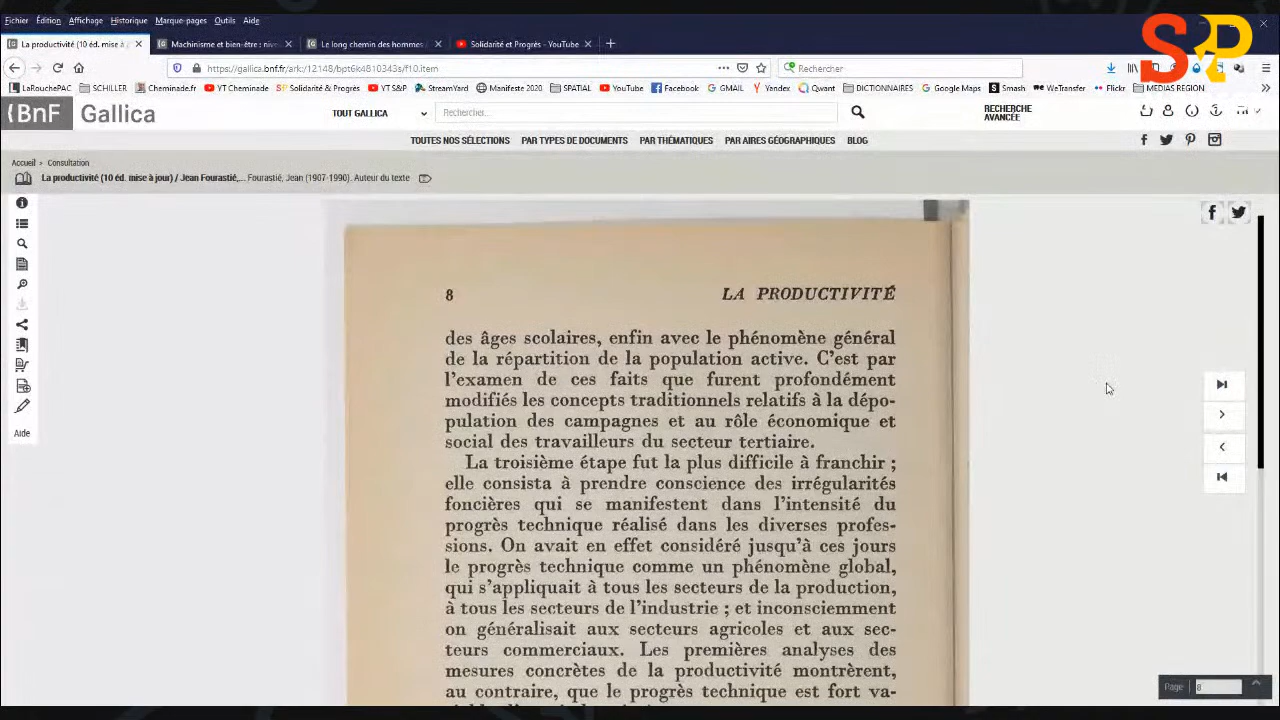 Fichier Édition Affichage Historique Marque-pages Outils Aide
La productivité (10 éd. mise à j
Machinisme et bien-être : nive
Le long chemin des hommes
Solidarité et Progrès - YouTube
https://gallica.bnf.fr/ark:/12148/bpt6k4810343s/f10.item
Rechercher
LaRouchePAC SCHILLER Cheminade.fr YT Cheminade Solidarité & Progrès YT S&P StreamYard Manifeste 2020 SPATIAL YouTube Facebook GMAIL Yandex Qwant DICTIONNAIRES Google Maps Smash WeTransfer Flickr MEDIAS REGION
SP
BnF Gallica
TOUT GALLICA
Rechercher...
RECHERCHE
AVANCÉE
TOUTES NOS SÉLECTIONS PAR TYPES DE DOCUMENTS PAR THÉMATIQUES PAR AIRES GÉOGRAPHIQUES BLOG
Accueil > Consultation
La productivité (10 éd. mise à jour) / Jean Fourastié,... Fourastié, Jean (1907-1990). Auteur du texte
Aide
8 LA PRODUCTIVITÉ
des âges scolaires, enfin avec le phénomène général
de la répartition de la population active. C'est par
l'examen de ces faits que furent profondément
modifiés les concepts traditionnels relatifs à la dépo-
pulation des campagnes et au rôle économique et
social des travailleurs du secteur tertiaire.
La troisième étape fut la plus difficile à franchir ;
elle consista à prendre conscience des irrégularités
foncières qui se manifestent dans l'intensité du
progrès technique réalisé dans les diverses profes-
sions. On avait en effet considéré jusqu'à ces jours
le progrès technique comme un phénomène global,
qui s'appliquait à tous les secteurs de la production,
à tous les secteurs de l'industrie ; et inconsciemment
on généralisait aux secteurs agricoles et aux sec-
teurs commerciaux. Les premières analyses des
mesures concrètes de la productivité montrèrent,
au contraire, que le progrès technique est fort va-
Page 8